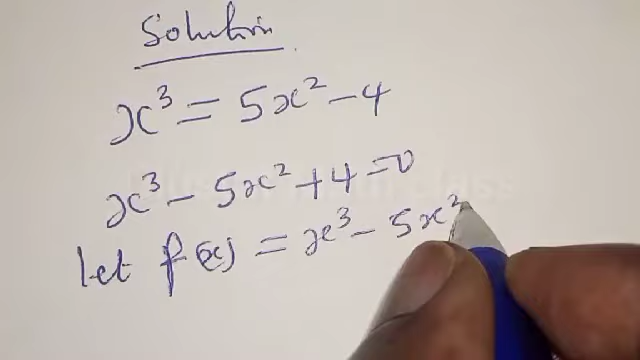 Solution
x³ = 5x² - 4
x³ - 5x² + 4 = 0
let f(x) = x³ - 5x²